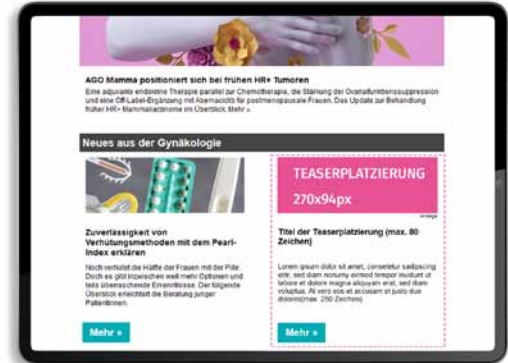 AGO Mamma positioniert sich bei frühen HR+ Tumoren
Eine adjuvante endokrine Therapie parallel zur Chemotherapie, die Stärkung der Ovarialfunktionssuppression
und eine Off-Label-Ergänzung mit Abemaciclib für postmenopausale Frauen. Das Update zur Behandlung
früher HR+ Mammakarzinome im Überblick. Mehr »
Neues aus der Gynäkologie
Zuverlässigkeit von
Verhütungsmethoden mit dem Pearl-
Index erklären
Noch verhütet die Hälfte der Frauen mit der Pille.
Doch es gibt inzwischen weit mehr Optionen und
teils überraschende Erkenntnisse. Der folgende
Überblick erleichtert die Beratung junger
Patientinnen.
Mehr »
TEASERPLATZIERUNG
270x94px
Anzeige
Titel der Teaserplatzierung (max. 80
Zeichen)
Lorem ipsum dolor sit amet, consetetur sadipscing
elitr, sed diam nonumy eirmod tempor invidunt ut
labore et dolore magna aliquyam erat, sed diam
voluptua. At vero eos et accusam et justo duo
dolores(max. 250 Zeichen)
Mehr »